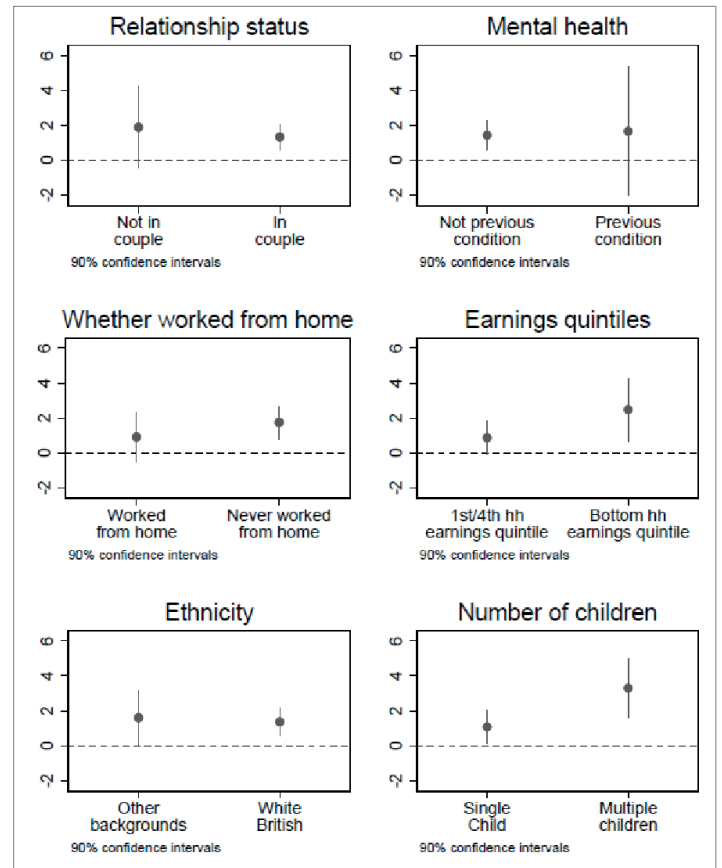 Relationship status
6
4
2
0
-2
Not in
couple
In
couple
90% confidence intervals
Mental health
6
4
2
0
-2
Not previous
condition
Previous
condition
90% confidence intervals
Whether worked from home
6
4
2
0
-2
Worked
from home
Never worked
from home
90% confidence intervals
Earnings quintiles
6
4
2
0
-2
1st/4th hh
earnings quintile
Bottom hh
earnings quintile
90% confidence intervals
Ethnicity
6
4
2
0
-2
Other
backgrounds
White
British
90% confidence intervals
Number of children
6
4
2
0
-2
Single
Child
Multiple
children
90% confidence intervals